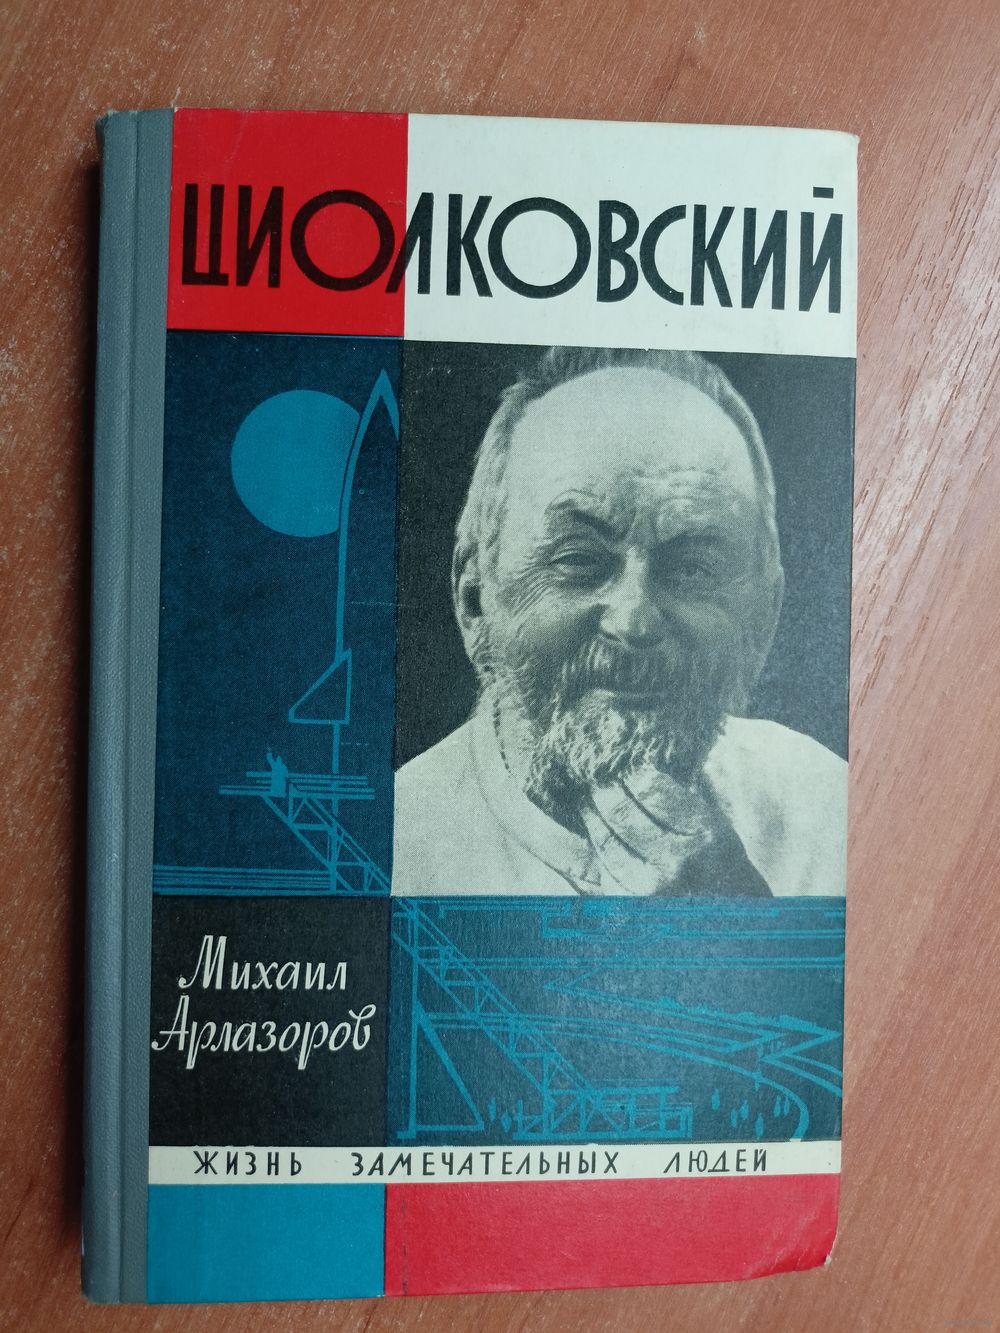 ЦИОЛКОВСКИЙ
Михаил
Арлазоров
ЖИЗНЬ ЗАМЕЧАТЕЛЬНЫХ ЛЮДЕЙ